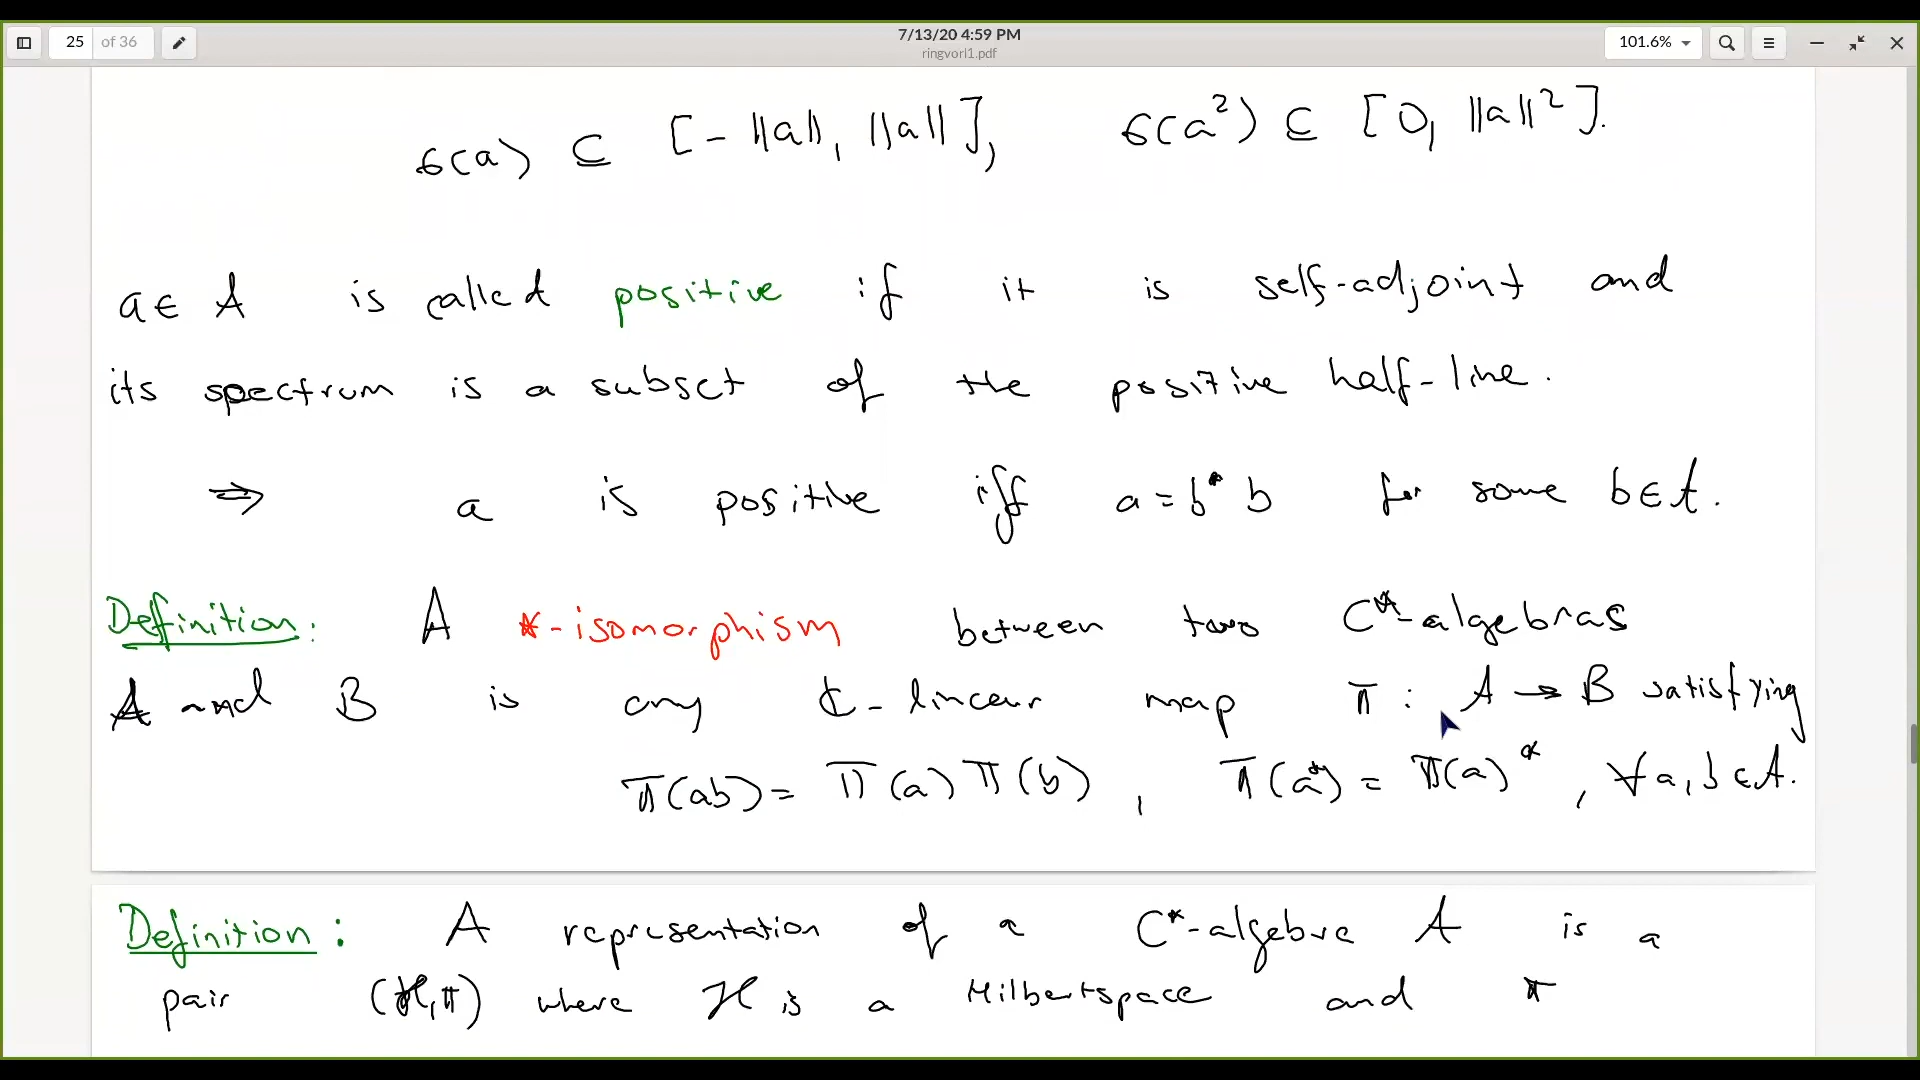 25 of 36
7/13/20 4:59 PM
ringvorl1.pdf
101.6%
σ(a) ⊆ [-||a||, ||a||], σ(a²) ⊆ [0, ||a||²].
a ∈ A is called positive if it is self-adjoint and
its spectrum is a subset of the positive half-line.
⇒ a is positive iff a = b* b for some b ∈ A.
Definition: A *-isomorphism between two C*-algebras
A and B is any ℂ-linear map π : A → B satisfying
π(ab) = π(a) π(b), π(a*) = π(a)*, ∀ a, b ∈ A.
Definition: A representation of a C*-algebra A is a
pair (H, π) where H is a Hilbertspace and π